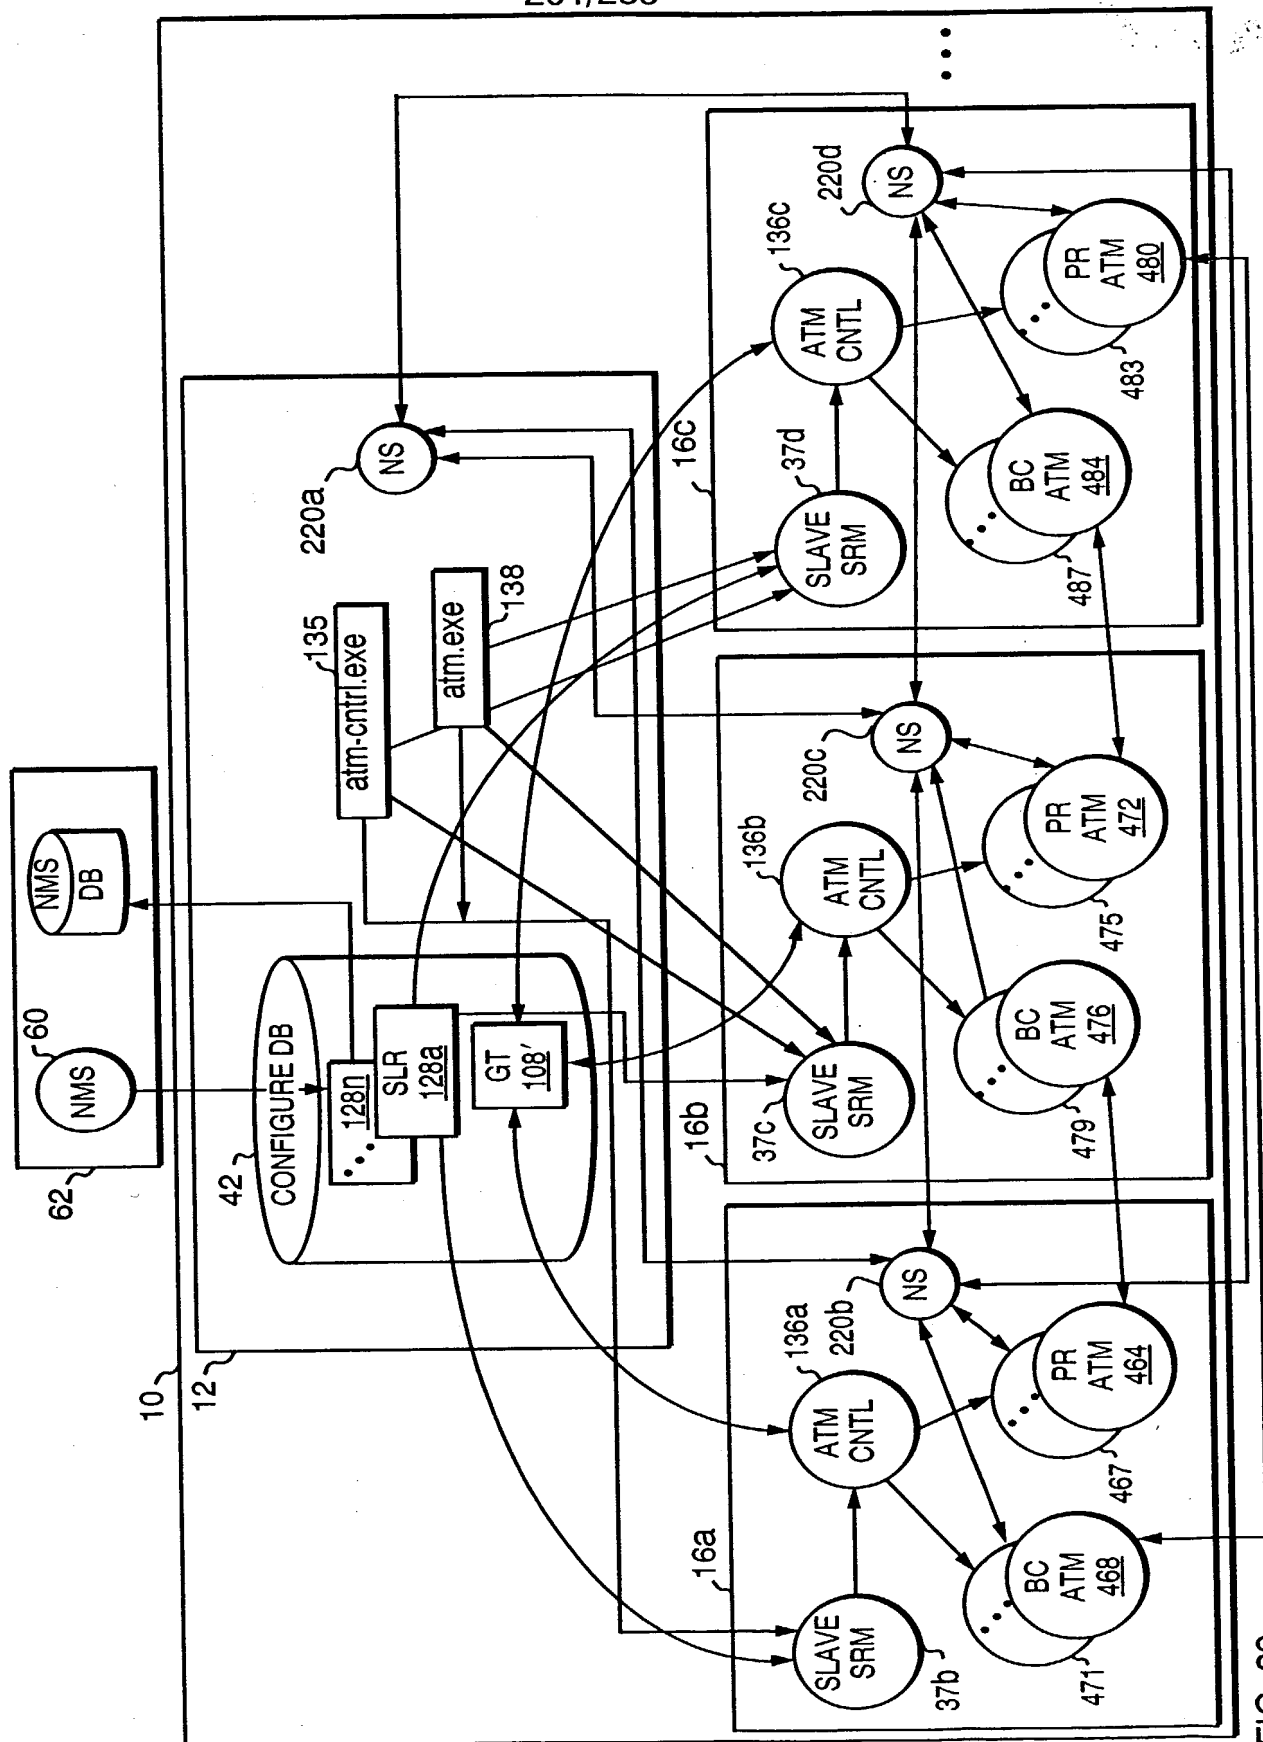 62
60
NMS
NMS
DB
10
12
42
CONFIGURE DB
128n
SLR
128a
GT
108′
135
atm-cntrl.exe
138
atm.exe
220a
NS
16a
37b
SLAVE
SRM
136a
ATM
CNTL
220b
NS
471
BC
ATM
468
467
PR
ATM
464
16b
37c
SLAVE
SRM
136b
ATM
CNTL
220c
NS
479
BC
ATM
476
475
PR
ATM
472
16c
37d
SLAVE
SRM
136c
ATM
CNTL
220d
NS
487
BC
ATM
484
483
PR
ATM
480